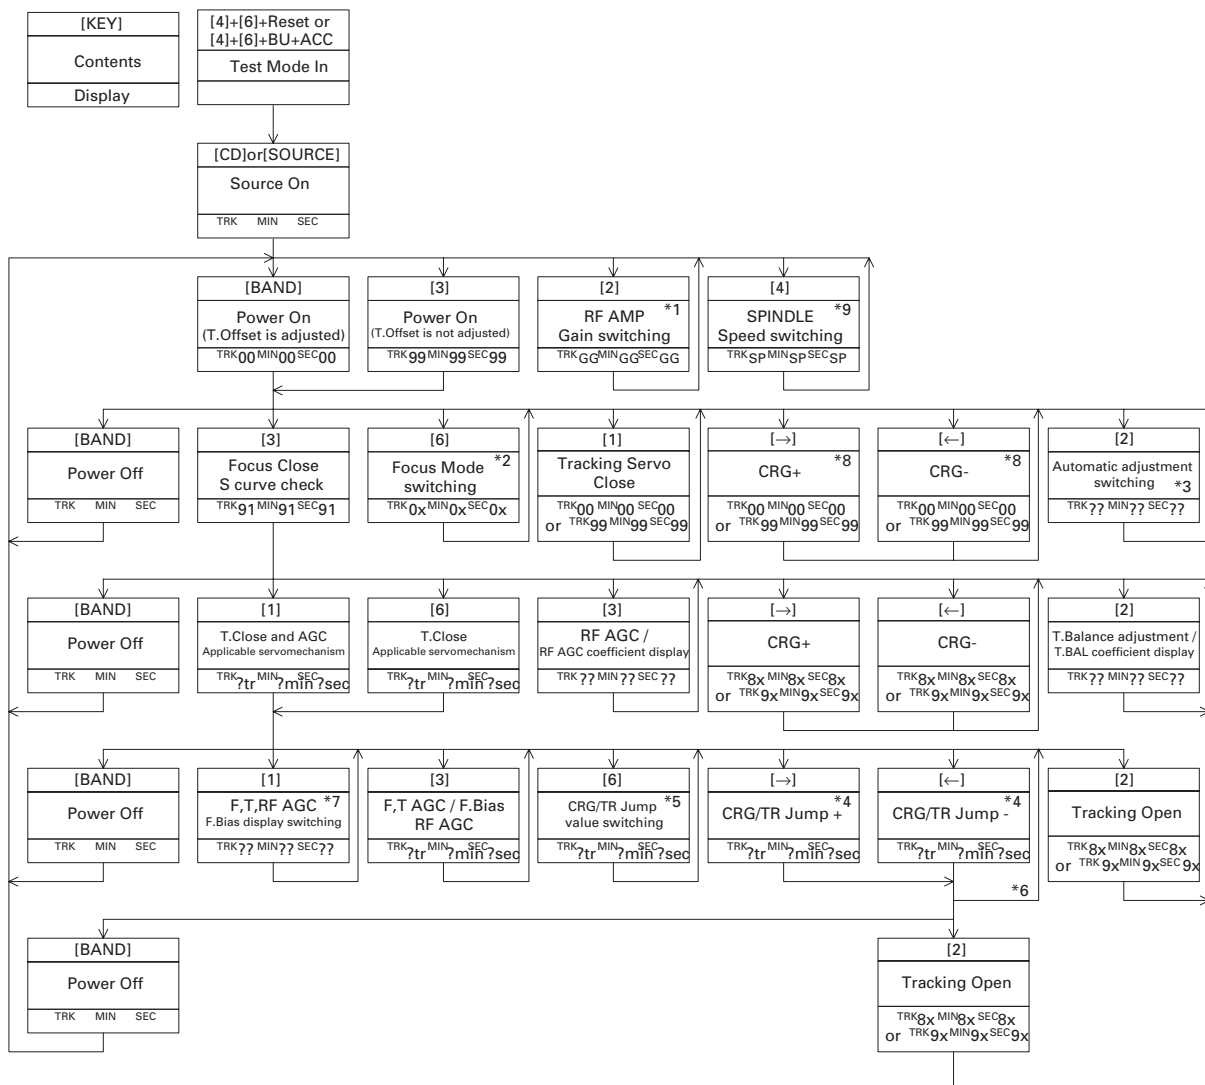 [KEY]
Contents
Display
[4]+[6]+Reset or
[4]+[6]+BU+ACC
Test Mode In
[CD]or[SOURCE]
Source On
TRK MIN SEC
[BAND]
Power On
(T.Offset is adjusted)
TRK00 MIN00 SEC00
[3]
Power On
(T.Offset is not adjusted)
TRK99 MIN99 SEC99
[2]
RF AMP *1
Gain switching
TRKGG MINGG SECGG
[4]
SPINDLE *9
Speed switching
TRKSP MINSP SECSP
[BAND]
Power Off
TRK MIN SEC
[3]
Focus Close
S curve check
TRK91 MIN91 SEC91
[6]
Focus Mode *2
switching
TRK0x MIN0x SEC0x
[1]
Tracking Servo
Close
TRK00 MIN00 SEC00
or TRK99 MIN99 SEC99
[→]
CRG+ *8
TRK00 MIN00 SEC00
or TRK99 MIN99 SEC99
[←]
CRG- *8
TRK00 MIN00 SEC00
or TRK99 MIN99 SEC99
[2]
Automatic adjustment
switching *3
TRK?? MIN?? SEC??
[BAND]
Power Off
TRK MIN SEC
[1]
T.Close and AGC
Applicable servomechanism
TRK?tr MIN?min SEC?sec
[6]
T.Close
Applicable servomechanism
TRK?tr MIN?min SEC?sec
[3]
RF AGC /
RF AGC coefficient display
TRK?? MIN?? SEC??
[→]
CRG+
TRK8x MIN8x SEC8x
or TRK9x MIN9x SEC9x
[←]
CRG-
TRK8x MIN8x SEC8x
or TRK9x MIN9x SEC9x
[2]
T.Balance adjustment /
T.BAL coefficient display
TRK?? MIN?? SEC??
[BAND]
Power Off
TRK MIN SEC
[1]
F,T,RF AGC *7
F.Bias display switching
TRK?? MIN?? SEC??
[3]
F,T AGC / F.Bias
RF AGC
TRK?tr MIN?min SEC?sec
[6]
CRG/TR Jump *5
value switching
TRK?tr MIN?min SEC?sec
[→]
CRG/TR Jump + *4
TRK?tr MIN?min SEC?sec
[←]
CRG/TR Jump - *4
TRK?tr MIN?min SEC?sec
[2]
Tracking Open
TRK8x MIN8x SEC8x
or TRK9x MIN9x SEC9x
*6
[BAND]
Power Off
TRK MIN SEC
[2]
Tracking Open
TRK8x MIN8x SEC8x
or TRK9x MIN9x SEC9x